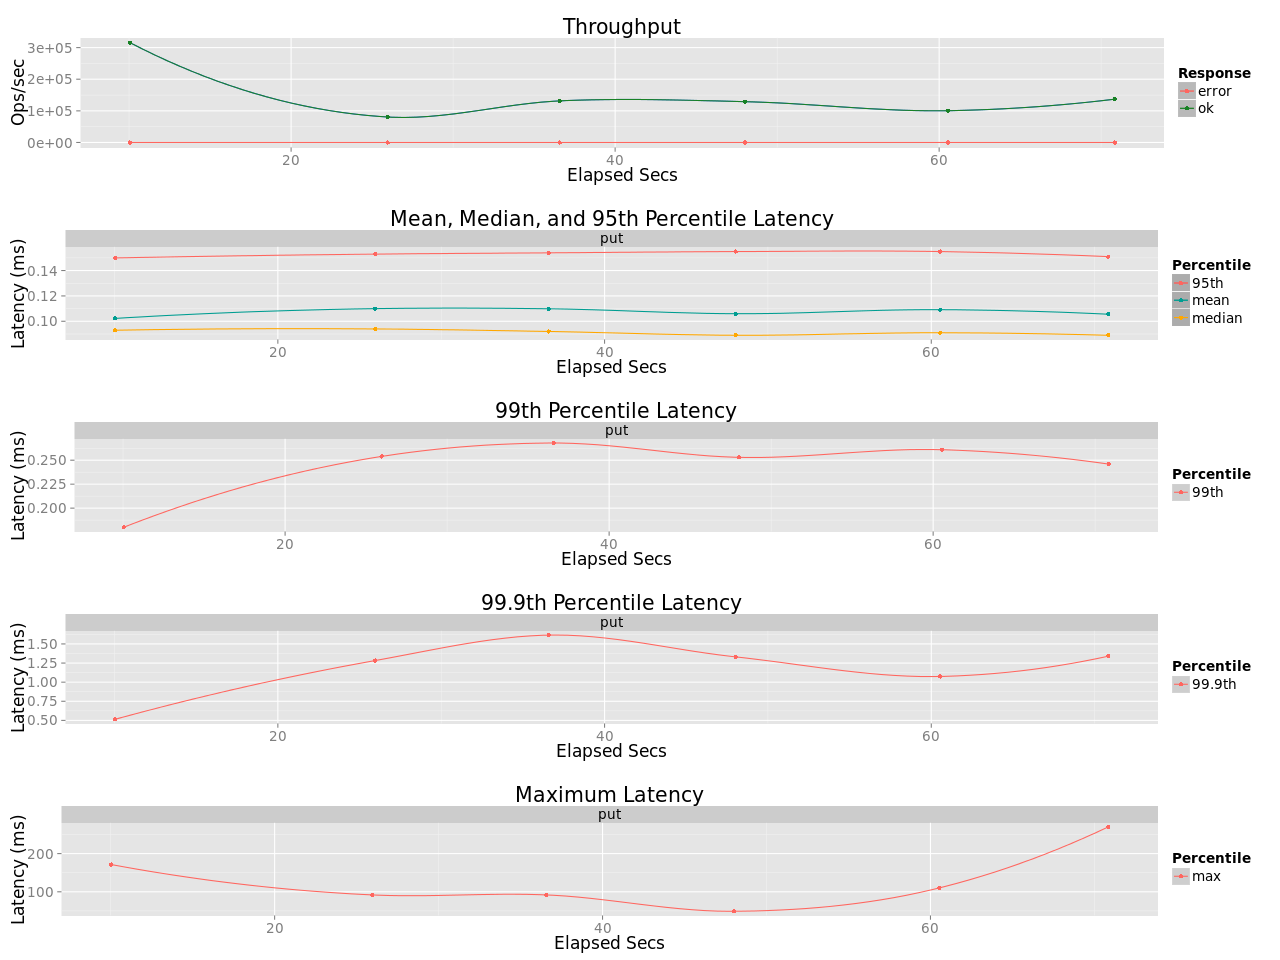 Throughput
Ops/sec
3e+05
2e+05
1e+05
0e+00
20 40 60
Elapsed Secs
Response
error
ok
Mean, Median, and 95th Percentile Latency
put
Latency (ms)
0.14
0.12
0.10
20 40 60
Elapsed Secs
Percentile
95th
mean
median
99th Percentile Latency
put
Latency (ms)
0.250
0.225
0.200
20 40 60
Elapsed Secs
Percentile
99th
99.9th Percentile Latency
put
Latency (ms)
1.50
1.25
1.00
0.75
0.50
20 40 60
Elapsed Secs
Percentile
99.9th
Maximum Latency
put
Latency (ms)
200
100
20 40 60
Elapsed Secs
Percentile
max